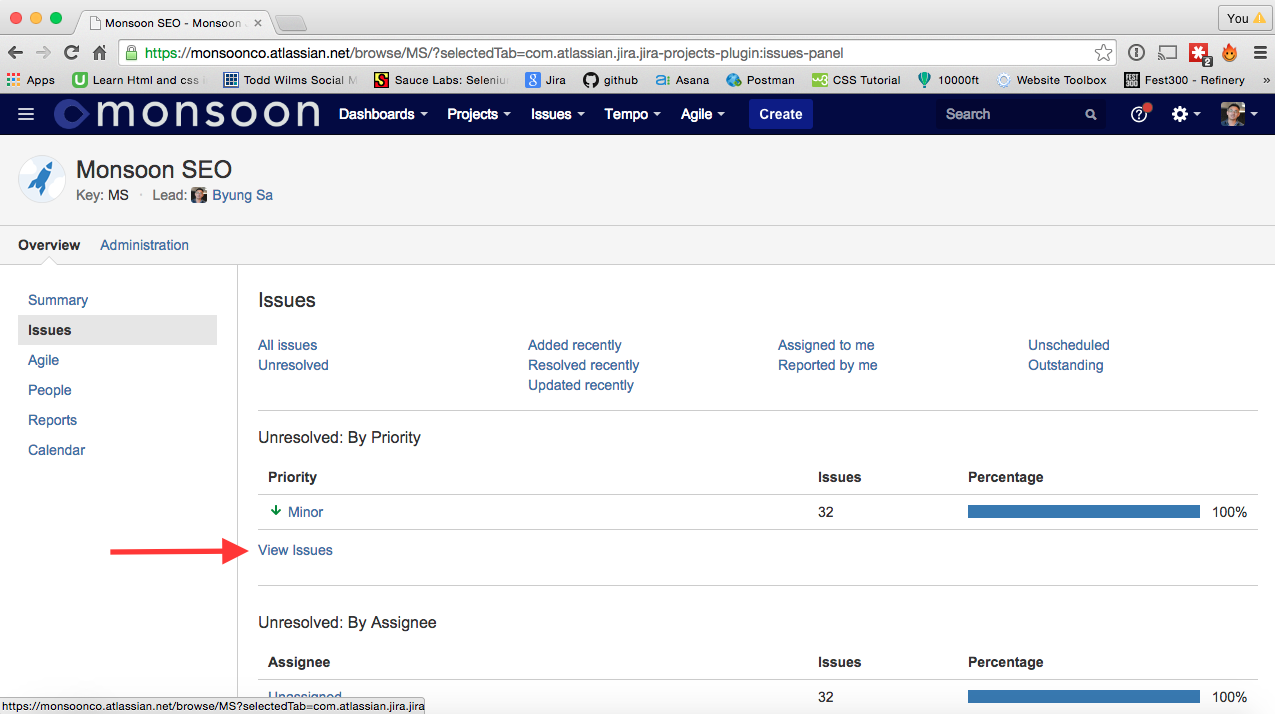 Monsoon SEO - Monsoon
You
https://monsoonco.atlassian.net/browse/MS/?selectedTab=com.atlassian.jira.jira-projects-plugin:issues-panel
2
Apps Learn Html and css Todd Wilms Social M Sauce Labs: Seleniu Jira github Asana Postman CSS Tutorial 10000ft Website Toolbox Fest300 - Refinery »
monsoon Dashboards Projects Issues Tempo Agile Create Search
Monsoon SEO
Key: MS · Lead: Byung Sa
Overview Administration
Summary
Issues
Agile
People
Reports
Calendar
Issues
All issues Added recently Assigned to me Unscheduled
Unresolved Resolved recently Reported by me Outstanding
Updated recently
Unresolved: By Priority
Priority Issues Percentage
Minor 32 100%
View Issues
Unresolved: By Assignee
Assignee Issues Percentage
Unassigned 32 100%
https://monsoonco.atlassian.net/browse/MS?selectedTab=com.atlassian.jira.jira